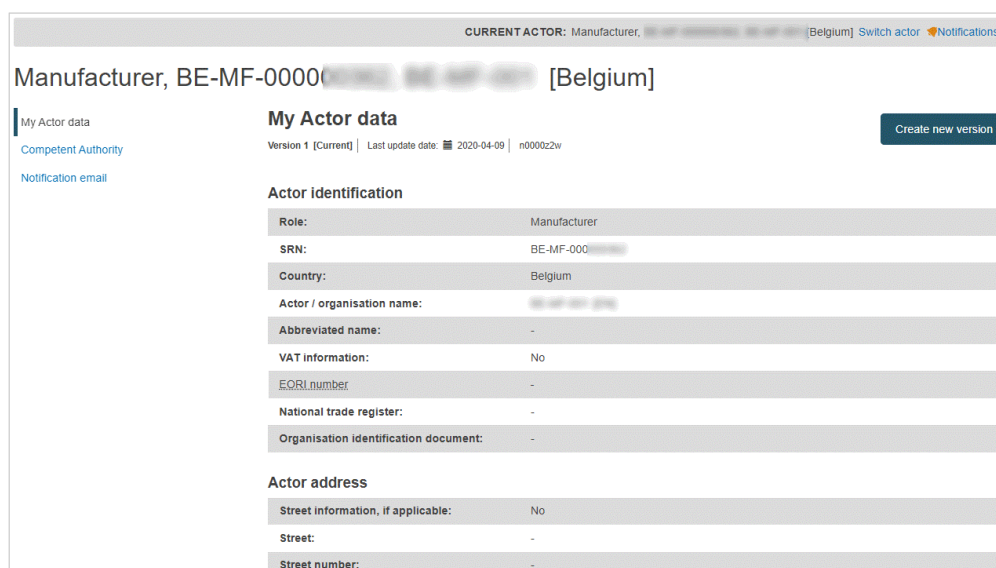 CURRENT ACTOR: Manufacturer, [Belgium] Switch actor Notifications
Manufacturer, BE-MF-0000 [Belgium]
My Actor data
Competent Authority
Notification email
My Actor data
Create new version
Version 1 [Current] Last update date: 2020-04-09 n0000z2w
Actor identification
Role: Manufacturer
SRN: BE-MF-000
Country: Belgium
Actor / organisation name:
Abbreviated name: -
VAT information: No
EORI number -
National trade register: -
Organisation identification document: -
Actor address
Street information, if applicable: No
Street: -
Street number: -